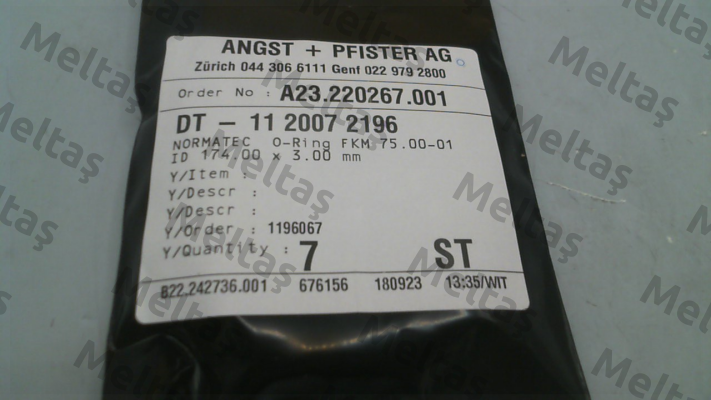 ANGST + PFISTER AG
Zürich 044 306 6111 Genf 022 979 2800
Order No : A23.220267.001
DT - 11 2007 2196
NORMATEC O-Ring FKM 75.00-01
ID 174.00 x 3.00 mm
Y/Item :
Y/Descr :
Y/Descr :
Y/Order : 1196067
Y/Quantity : 7 ST
822.242736.001 676156 180923 13:35/WIT
Meltaş
Meltaş
Meltaş
Meltaş
Meltaş
Meltaş
Meltaş
Meltaş
Meltaş
Meltaş
Meltaş
Meltaş